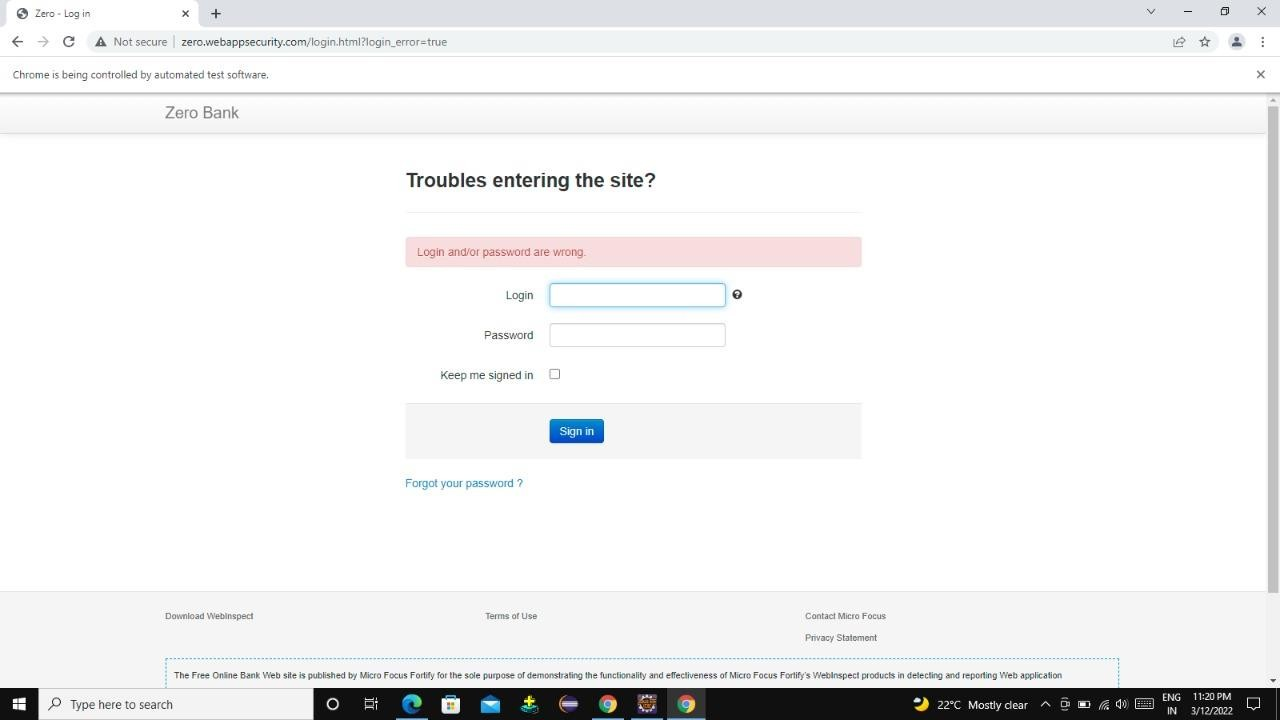 Zero - Log in
Not secure
zero.webappsecurity.com/login.html?login_error=true
Chrome is being controlled by automated test software.
Zero Bank
Troubles entering the site?
Login and/or password are wrong.
Login
Password
Keep me signed in
Sign in
Forgot your password ?
Download WebInspect
Terms of Use
Contact Micro Focus
Privacy Statement
The Free Online Bank Web site is published by Micro Focus Fortify for the sole purpose of demonstrating the functionality and effectiveness of Micro Focus Fortify's WebInspect products in detecting and reporting Web application
Type here to search
22°C Mostly clear
ENG
IN
11:20 PM
3/12/2022